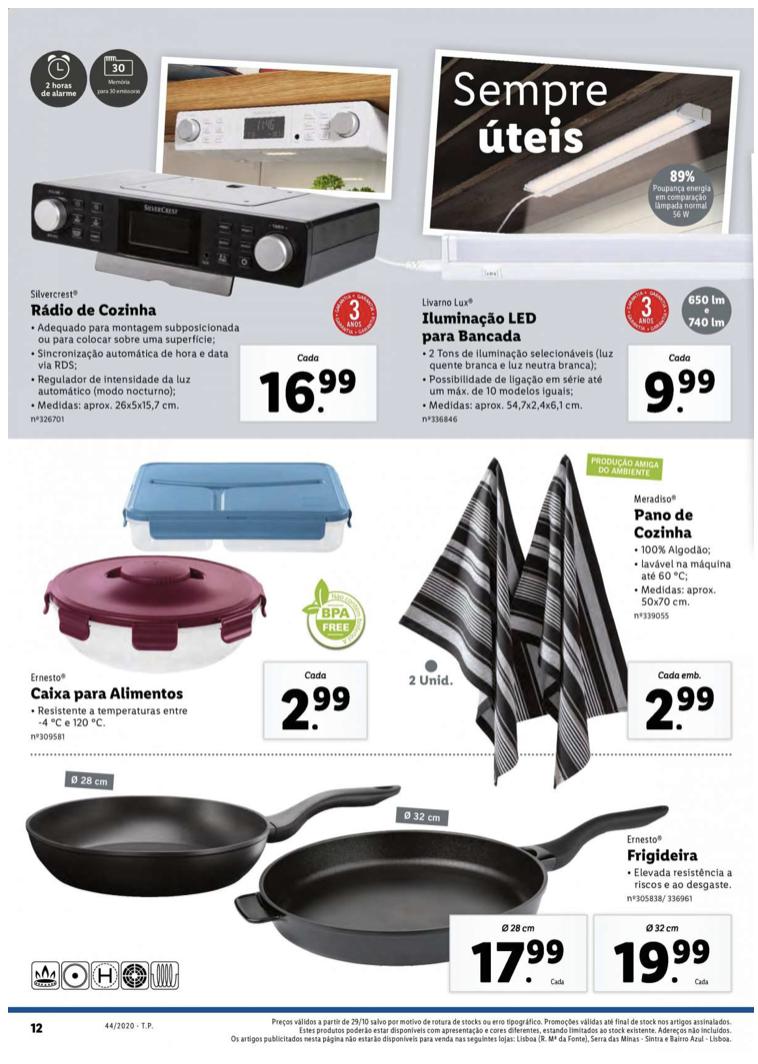 2 horas
de alarme
30
Memória
para 30 emissoras
Sempre
úteis
89%
Poupança energia
em comparação
lâmpada normal
56 W
SILVERCREST
Silvercrest®
Rádio de Cozinha
• Adequado para montagem subposicionada
ou para colocar sobre uma superfície;
• Sincronização automática de hora e data
via RDS;
• Regulador de intensidade da luz
automático (modo nocturno);
• Medidas: aprox. 26x5x15,7 cm.
nº326701
GARANTIA • GARANTIA
3
ANOS
Cada
16.99
Livarno Lux®
Iluminação LED
para Bancada
• 2 Tons de iluminação selecionáveis (luz
quente branca e luz neutra branca);
• Possibilidade de ligação em série até
um máx. de 10 modelos iguais;
• Medidas: aprox. 54,7x2,4x6,1 cm.
nº336846
GARANTIA • GARANTIA
3
ANOS
650 lm
e
740 lm
Cada
9.99
BPA
FREE
Ernesto®
Caixa para Alimentos
• Resistente a temperaturas entre
-4 °C e 120 °C.
nº309581
Cada
2.99
PRODUÇÃO AMIGA
DO AMBIENTE
Meradiso®
Pano de
Cozinha
• 100% Algodão;
• lavável na máquina
até 60 °C;
• Medidas: aprox.
50x70 cm.
nº339055
2 Unid.
Cada emb.
2.99
Ø 28 cm
Ø 32 cm
Ernesto®
Frigideira
• Elevada resistência a
riscos e ao desgaste.
nº305838/ 336961
Ø 28 cm
17.99
Cada
Ø 32 cm
19.99
Cada
H
12
44/2020 - T.P.
Preços válidos a partir de 29/10 salvo por motivo de rotura de stocks ou erro tipográfico. Promoções válidas até final de stock nos artigos assinalados.
Estes produtos poderão estar disponíveis com apresentação e cores diferentes, estando limitados ao stock existente. Adereços não incluídos.
Os artigos publicitados nesta página não estarão disponíveis para venda nas seguintes lojas: Lisboa (R. Mª da Fonte), Serra das Minas - Sintra e Bairro Azul - Lisboa.